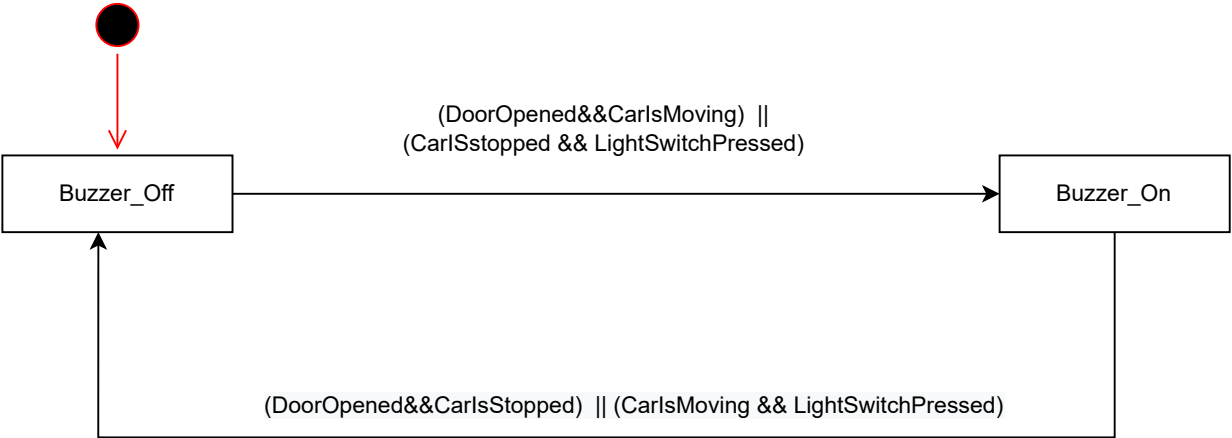 (DoorOpened&&CarIsMoving) ||
(CarISstopped && LightSwitchPressed)
Buzzer_Off
Buzzer_On
(DoorOpened&&CarIsStopped) || (CarIsMoving && LightSwitchPressed)